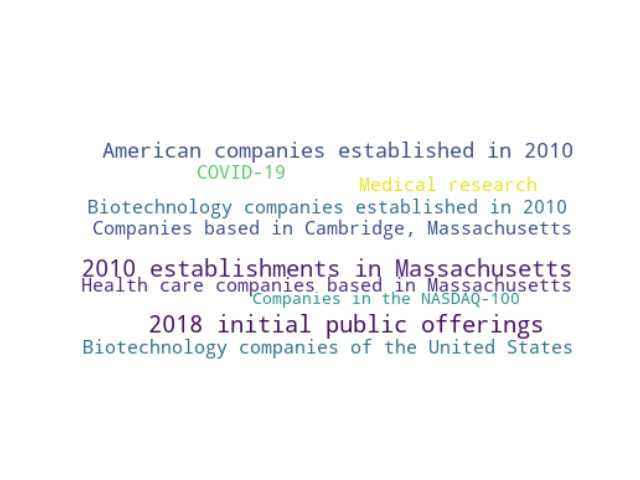 American companies established in 2010
COVID-19
Medical research
Biotechnology companies established in 2010
Companies based in Cambridge, Massachusetts
2010 establishments in Massachusetts
Health care companies based in Massachusetts
Companies in the NASDAQ-100
2018 initial public offerings
Biotechnology companies of the United States